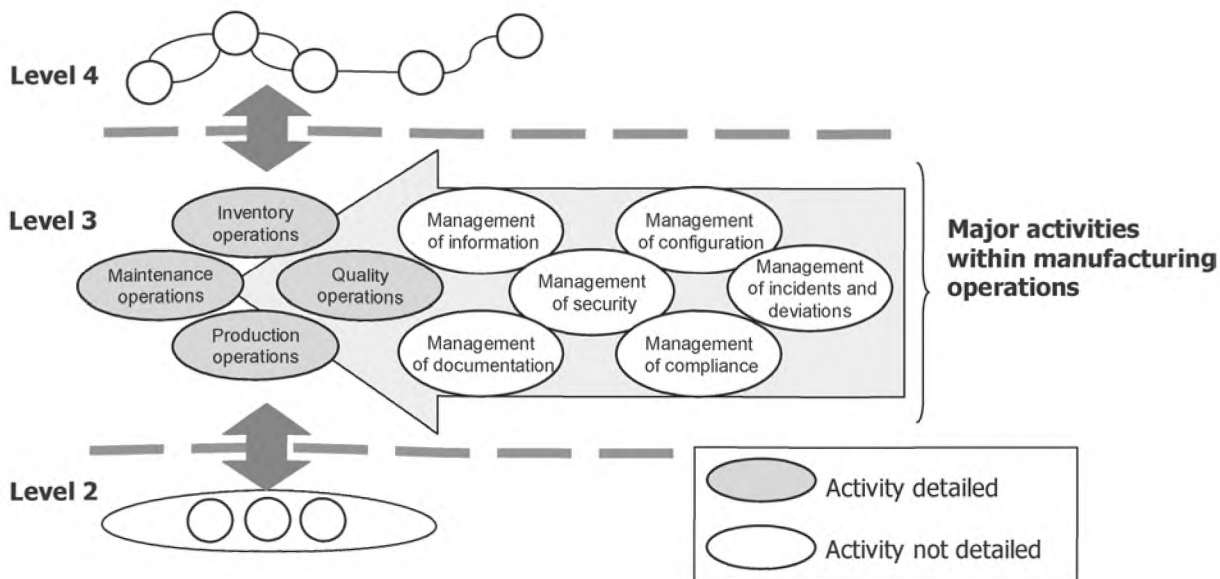 Level 4
Level 3
Inventory
operations
Maintenance
operations
Quality
operations
Production
operations
Management
of information
Management
of configuration
Management
of security
Management
of incidents and
deviations
Management
of documentation
Management
of compliance
Major activities
within manufacturing
operations
Level 2
Activity detailed
Activity not detailed